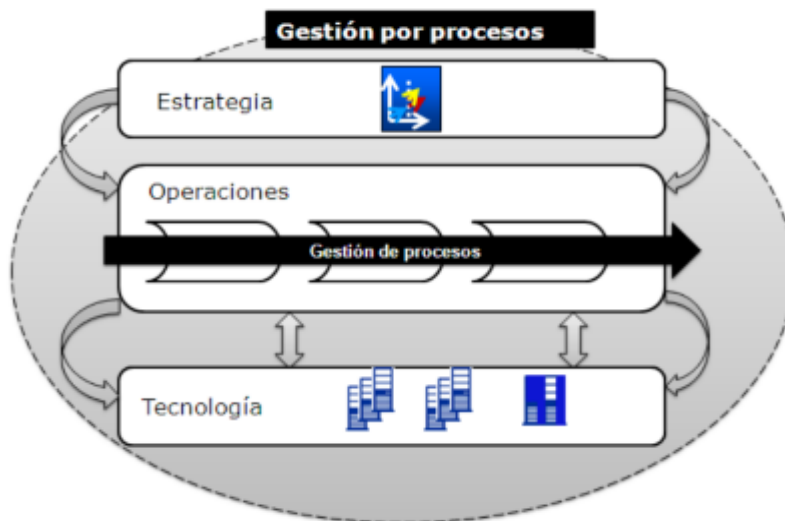 Gestión por procesos
Estrategia
Operaciones
Gestión de procesos
Tecnología